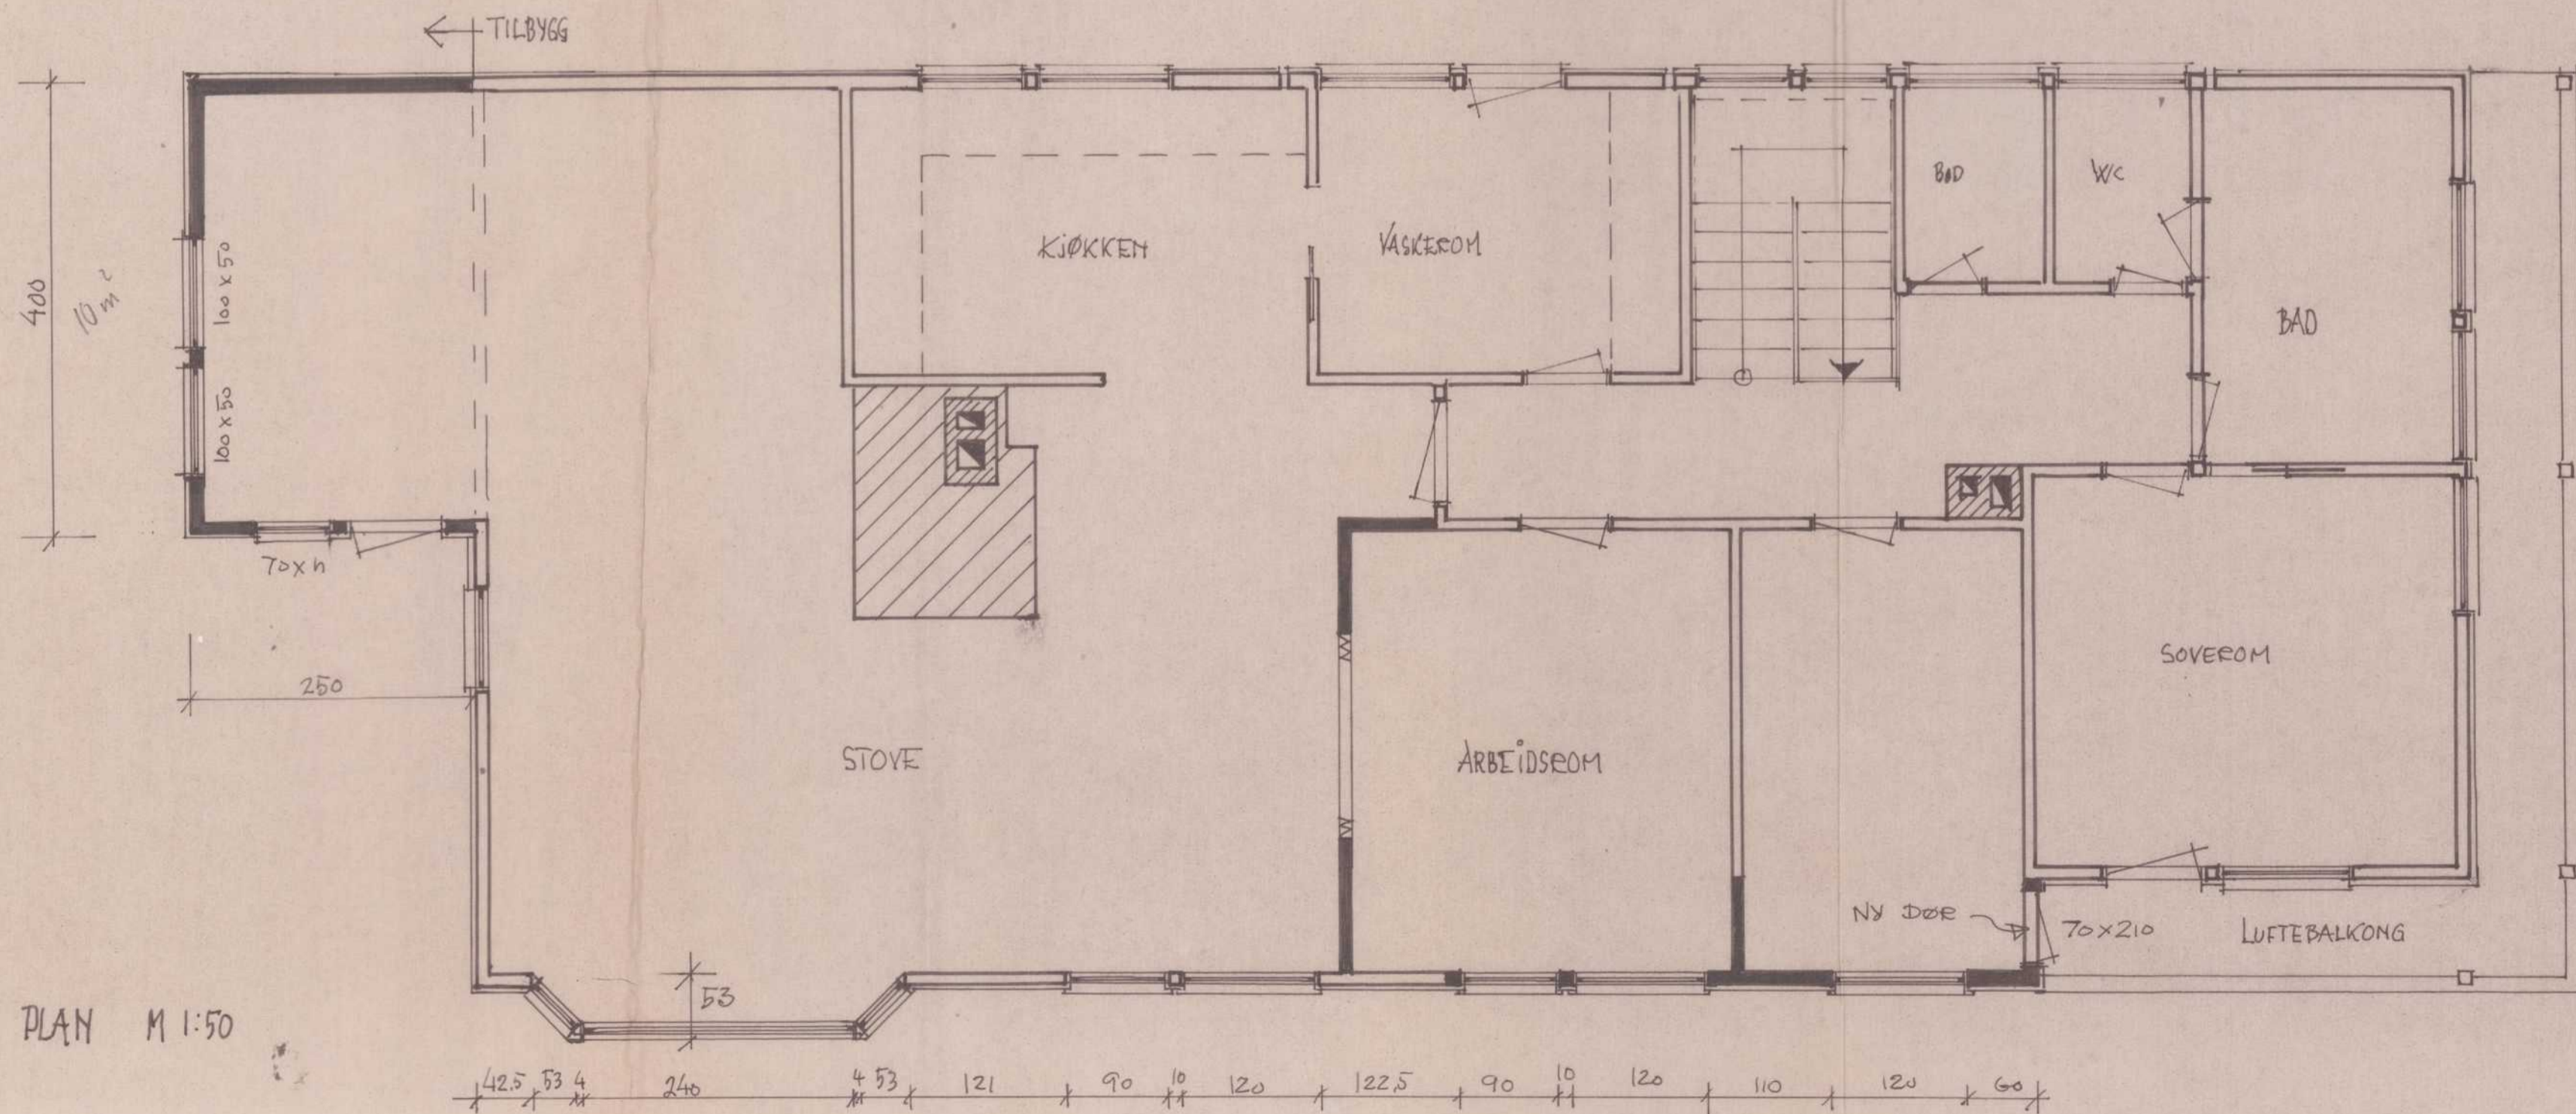 ← TILBYGG
BAD
WC
KJØKKEN
VASKEROM
400
10 m²
100 x 50
BAD
100 x 50
70 x h
250
SOVEROM
STOVE
ARBEIDSROM
NY DØR
70 x 210
LUFTEBALKONG
53
PLAN M 1:50
42.5 53 4 240 4 53 121 90 10 120 122,5 90 10 120 110 120 60